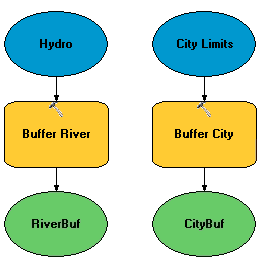 Hydro
City Limits
Buffer River
Buffer City
RiverBuf
CityBuf